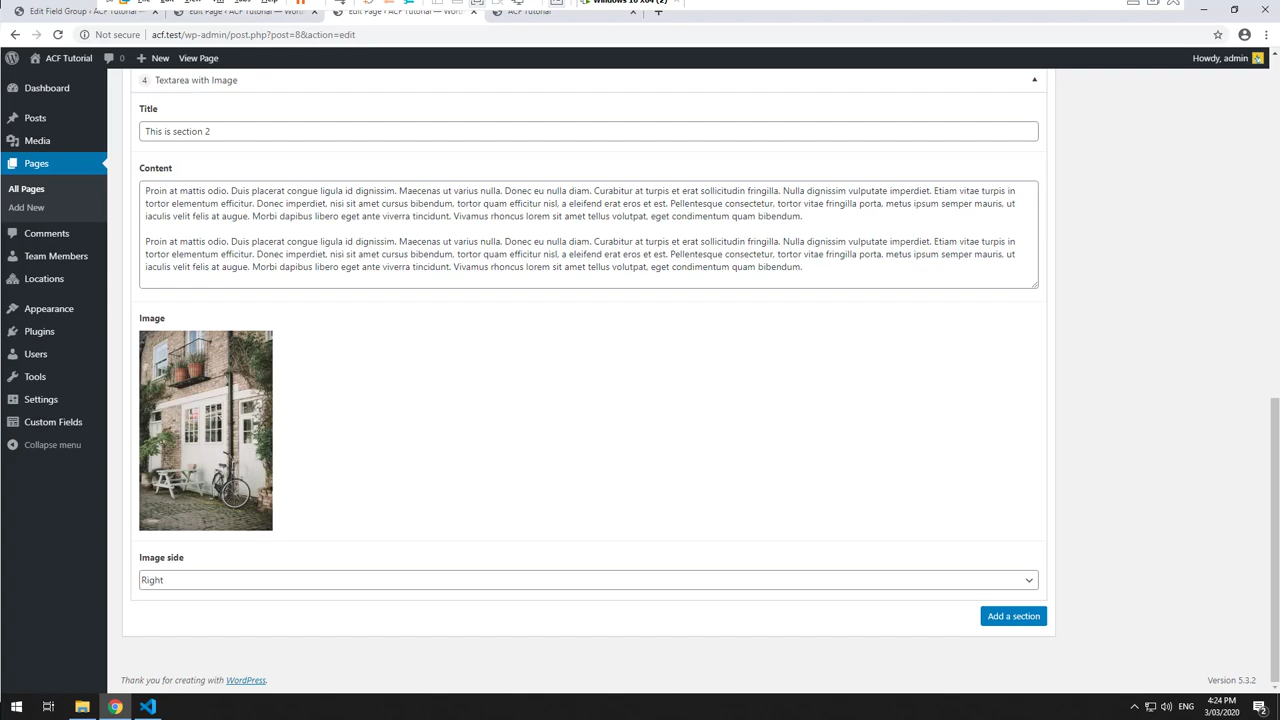 Edit Field Group ‹ ACF Tutorial —
Edit Page ‹ ACF Tutorial — Wor
Edit Page ‹ ACF Tutorial — Wor
ACF Tutorial
Windows 10 x64 (2)
Not secure
acf.test/wp-admin/post.php?post=8&action=edit
ACF Tutorial
0
New
View Page
Howdy, admin
Dashboard
Posts
Media
Pages
All Pages
Add New
Comments
Team Members
Locations
Appearance
Plugins
Users
Tools
Settings
Custom Fields
Collapse menu
4 Textarea with Image
Title
This is section 2
Content
Proin at mattis odio. Duis placerat congue ligula id dignissim. Maecenas ut varius nulla. Donec eu nulla diam. Curabitur at turpis et erat sollicitudin fringilla. Nulla dignissim vulputate imperdiet. Etiam vitae turpis in
tortor elementum efficitur. Donec imperdiet, nisi sit amet cursus bibendum, tortor quam efficitur nisl, a eleifend erat eros et est. Pellentesque consectetur, tortor vitae fringilla porta, metus ipsum semper mauris, ut
iaculis velit felis at augue. Morbi dapibus libero eget ante viverra tincidunt. Vivamus rhoncus lorem sit amet tellus volutpat, eget condimentum quam bibendum.
Proin at mattis odio. Duis placerat congue ligula id dignissim. Maecenas ut varius nulla. Donec eu nulla diam. Curabitur at turpis et erat sollicitudin fringilla. Nulla dignissim vulputate imperdiet. Etiam vitae turpis in
tortor elementum efficitur. Donec imperdiet, nisi sit amet cursus bibendum, tortor quam efficitur nisl, a eleifend erat eros et est. Pellentesque consectetur, tortor vitae fringilla porta, metus ipsum semper mauris, ut
iaculis velit felis at augue. Morbi dapibus libero eget ante viverra tincidunt. Vivamus rhoncus lorem sit amet tellus volutpat, eget condimentum quam bibendum.
Image
Image side
Right
Add a section
Thank you for creating with WordPress.
Version 5.3.2
ENG
4:24 PM
3/03/2020
2